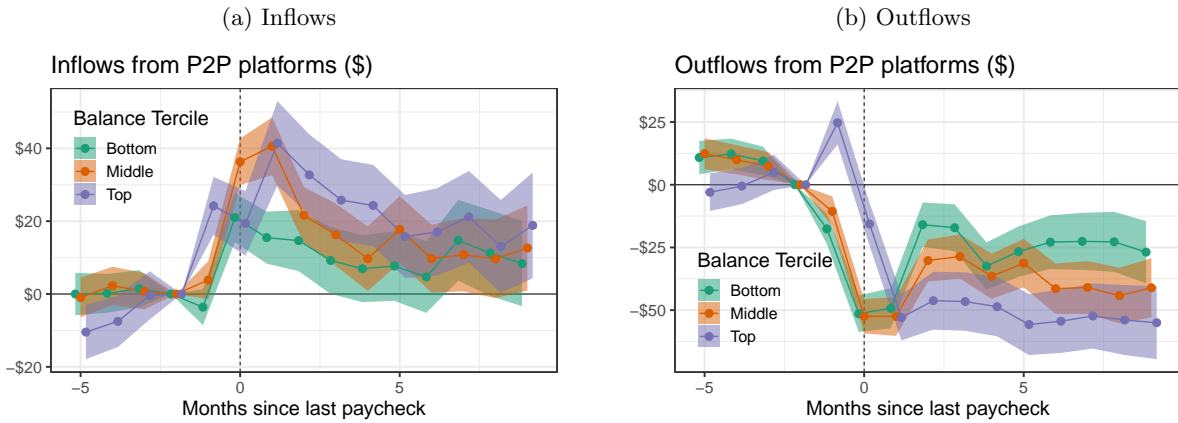 (a) Inflows
Inflows from P2P platforms ($)
Balance Tercile
Bottom
Middle
Top
$40
$20
$0
−$20
−5
0
5
Months since last paycheck
(b) Outflows
Outflows from P2P platforms ($)
$25
$0
−$25
−$50
Balance Tercile
Bottom
Middle
Top
−5
0
5
Months since last paycheck